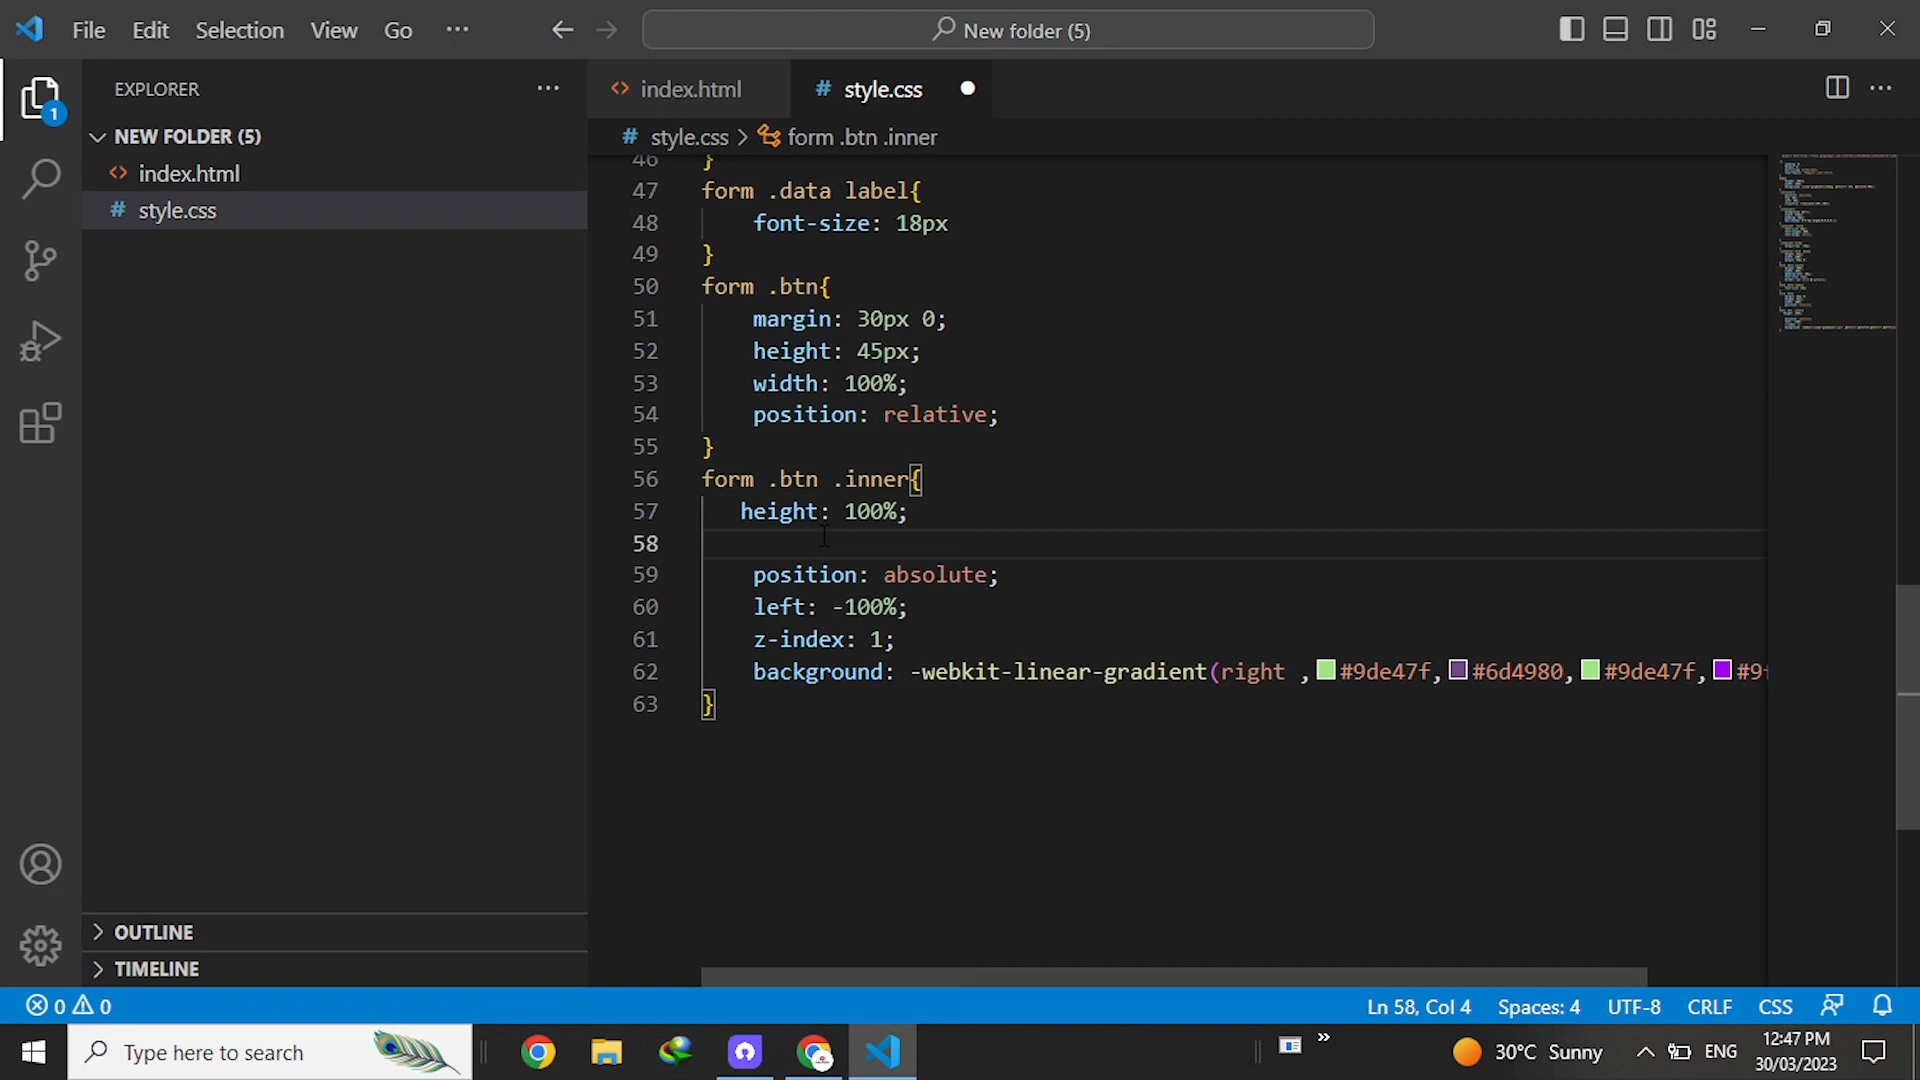 File Edit Selection View Go ··· New folder (5)
EXPLORER ···
NEW FOLDER (5)
index.html
style.css
1
index.html # style.css
# style.css > form .btn .inner
46 }
47 form .data label{
48 font-size: 18px
49 }
50 form .btn{
51 margin: 30px 0;
52 height: 45px;
53 width: 100%;
54 position: relative;
55 }
56 form .btn .inner{
57 height: 100%;
58
59 position: absolute;
60 left: -100%;
61 z-index: 1;
62 background: -webkit-linear-gradient(right ,#9de47f,#6d4980,#9de47f,#9f
63 }
OUTLINE
TIMELINE
0 0 Ln 58, Col 4 Spaces: 4 UTF-8 CRLF CSS
Type here to search 30°C Sunny ENG 12:47 PM
30/03/2023